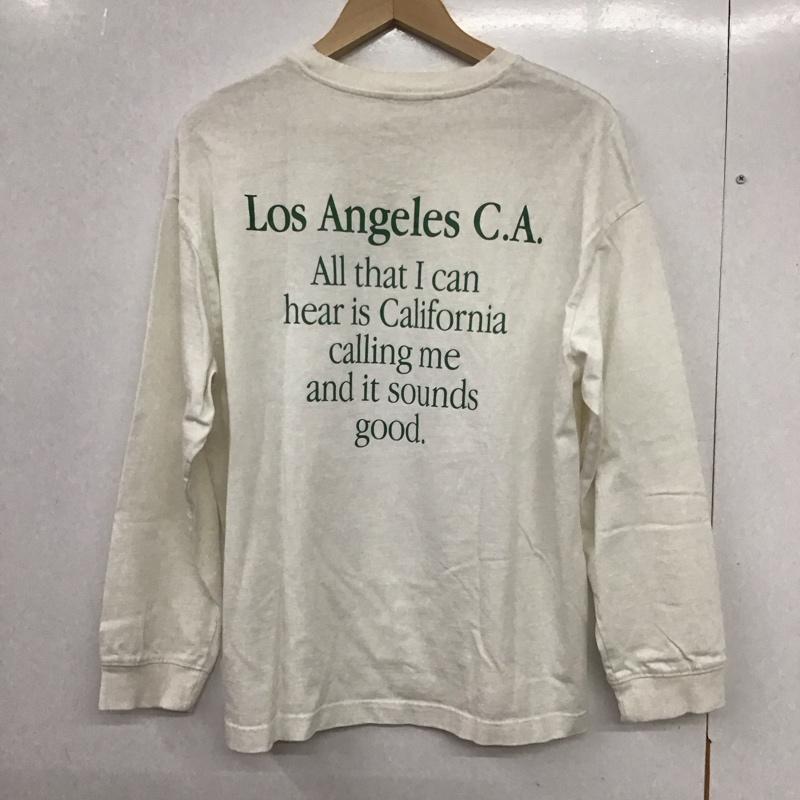 Los Angeles C.A.
All that I can
hear is California
calling me
and it sounds
good.